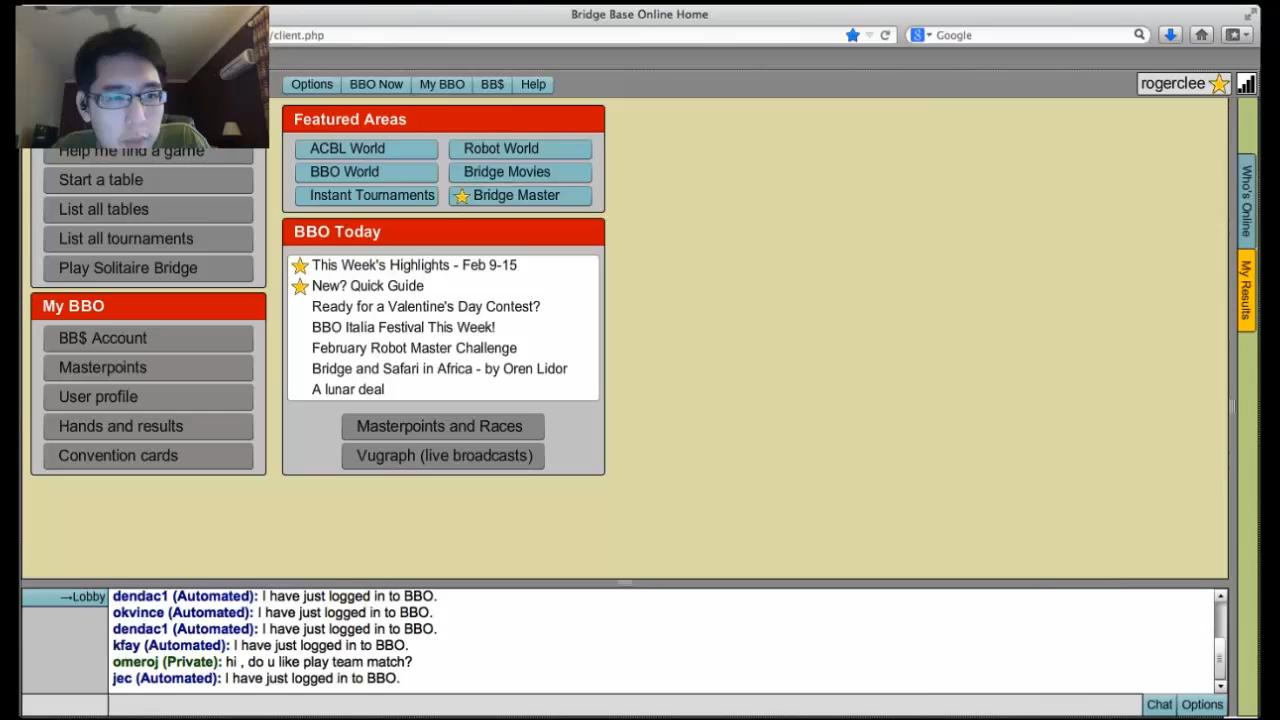 Bridge Base Online Home
/client.php
Google
Options
BBO Now
My BBO
BB$
Help
rogerclee
Help me find a game
Start a table
List all tables
List all tournaments
Play Solitaire Bridge
My BBO
BB$ Account
Masterpoints
User profile
Hands and results
Convention cards
Featured Areas
ACBL World
Robot World
BBO World
Bridge Movies
Instant Tournaments
Bridge Master
BBO Today
This Week's Highlights - Feb 9-15
New? Quick Guide
Ready for a Valentine's Day Contest?
BBO Italia Festival This Week!
February Robot Master Challenge
Bridge and Safari in Africa - by Oren Lidor
A lunar deal
Masterpoints and Races
Vugraph (live broadcasts)
Who's Online
My Results
→Lobby
dendac1 (Automated): I have just logged in to BBO.
okvince (Automated): I have just logged in to BBO.
dendac1 (Automated): I have just logged in to BBO.
kfay (Automated): I have just logged in to BBO.
omeroj (Private): hi , do u like play team match?
jec (Automated): I have just logged in to BBO.
Chat
Options